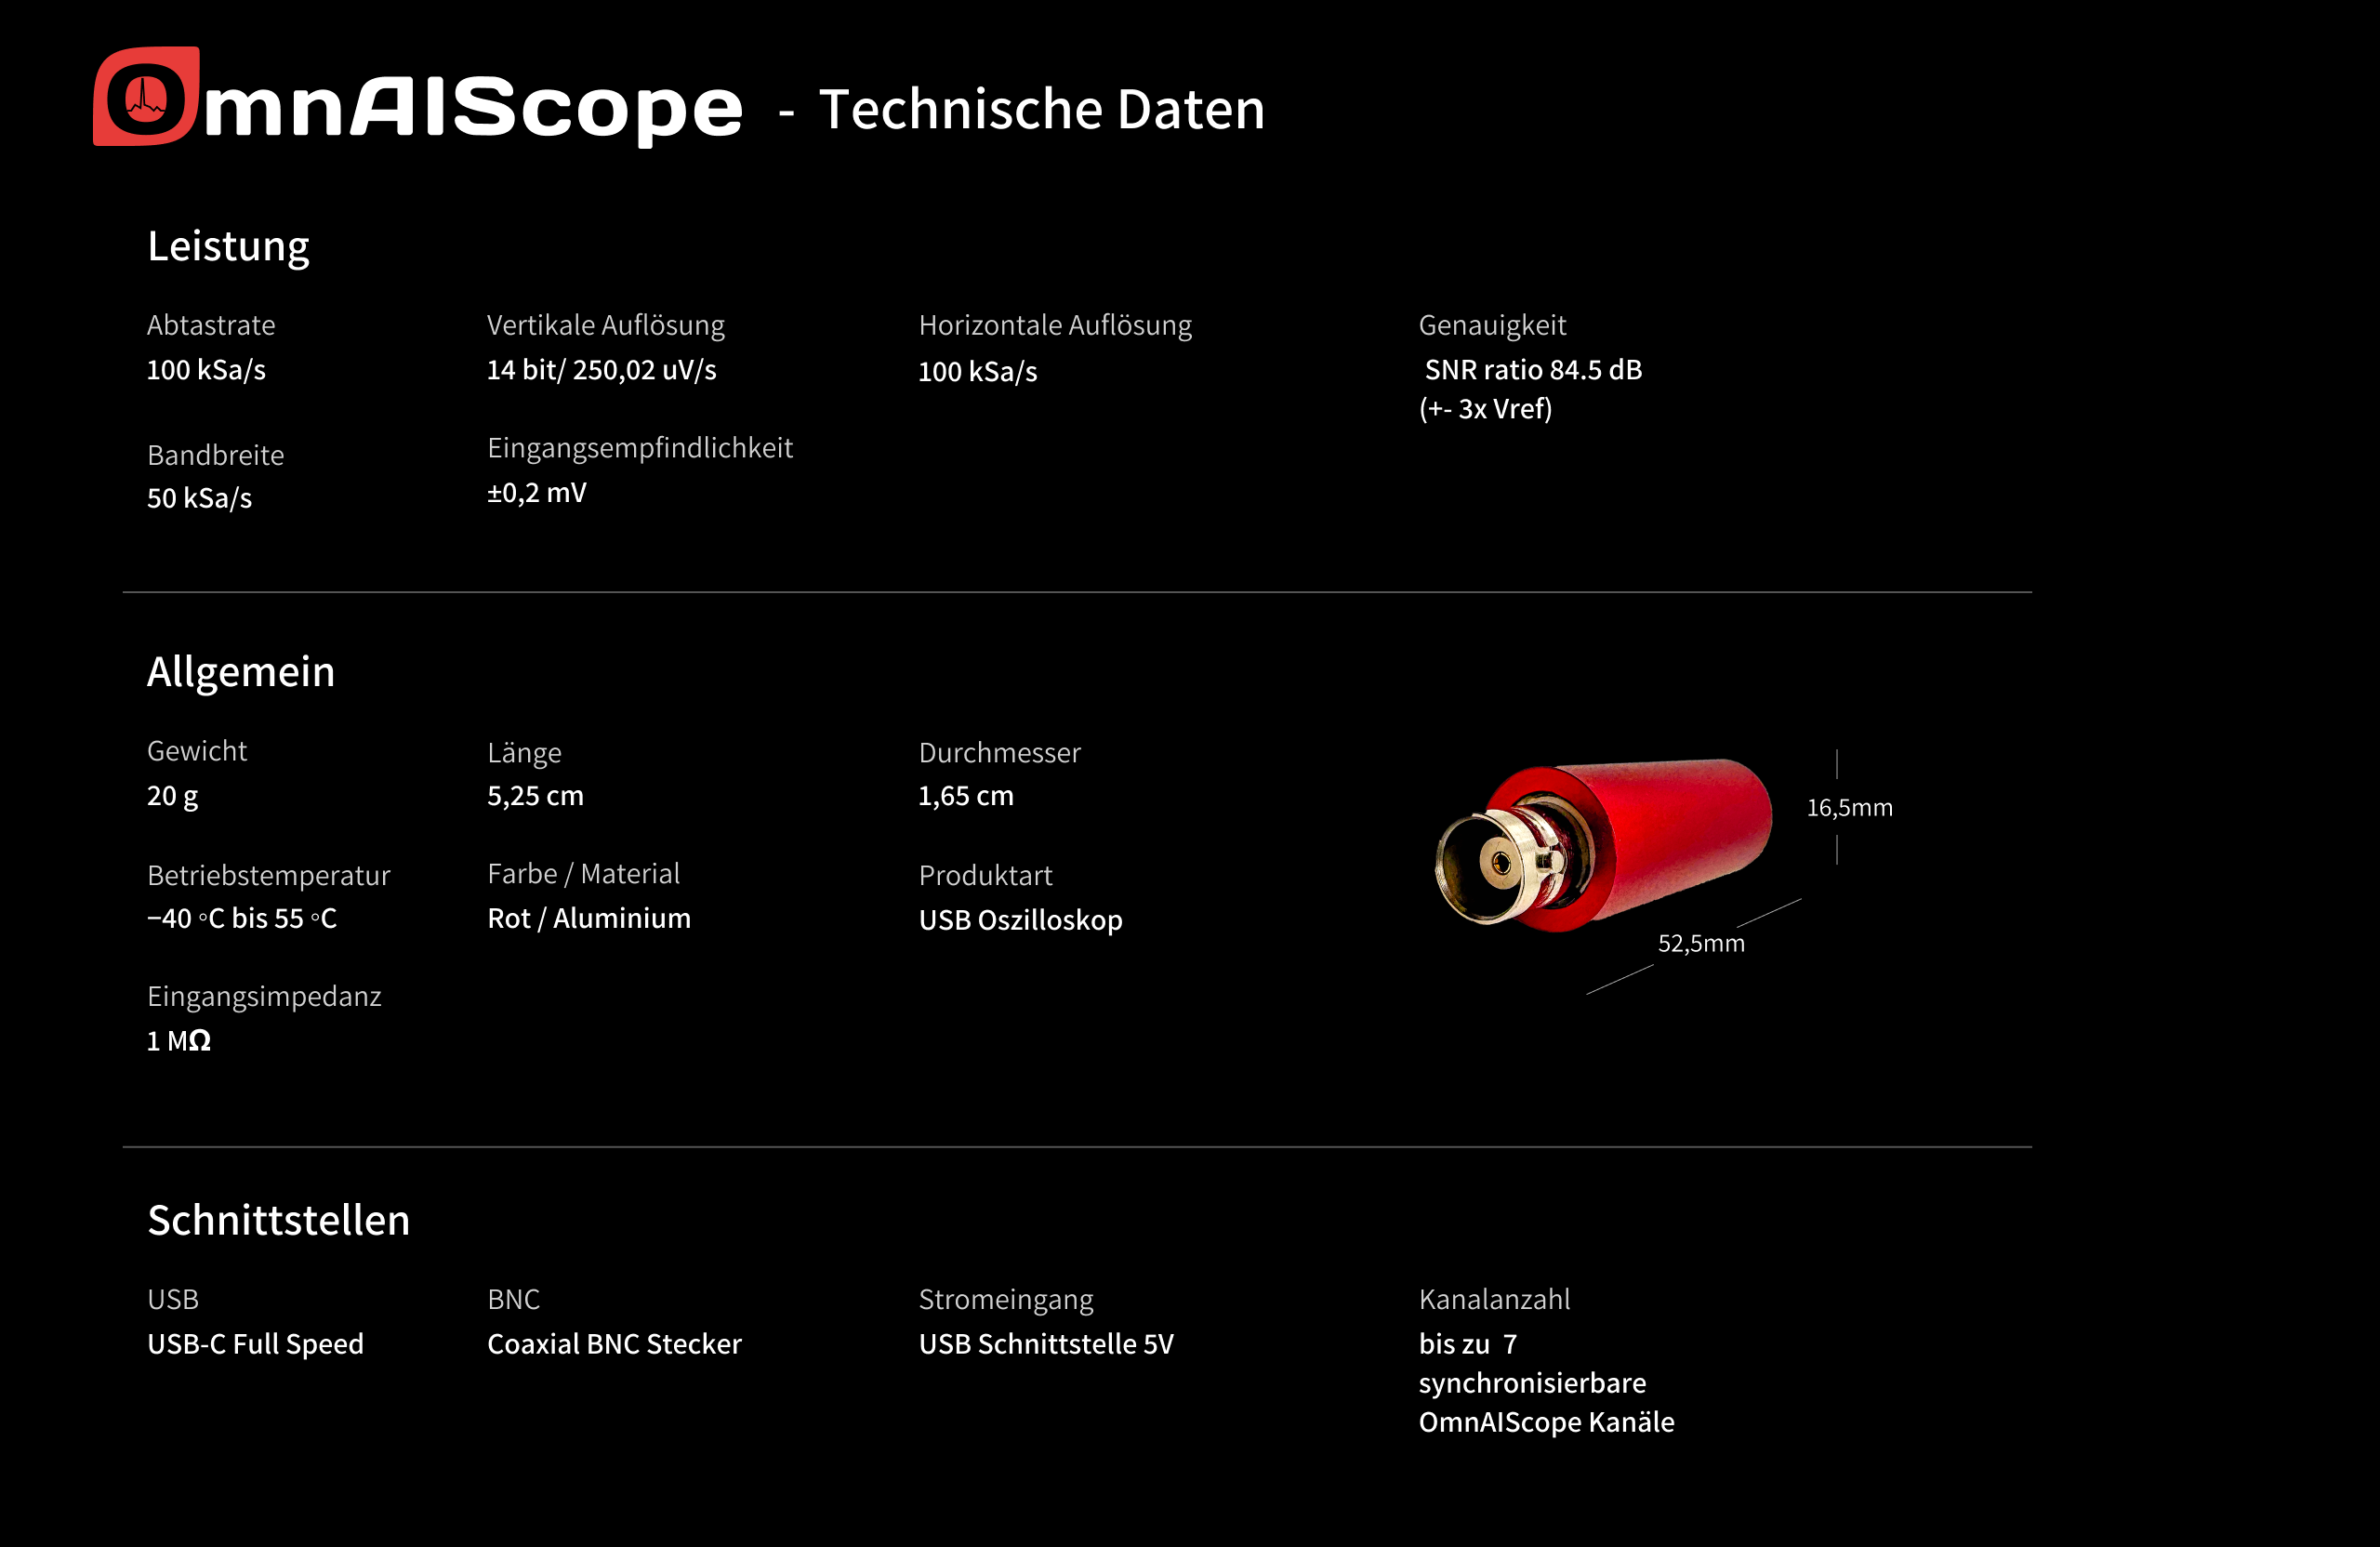 OmnAIScope - Technische Daten
Leistung
Abtastrate
100 kSa/s
Vertikale Auflösung
14 bit/ 250,02 uV/s
Horizontale Auflösung
100 kSa/s
Genauigkeit
SNR ratio 84.5 dB
(+- 3x Vref)
Bandbreite
50 kSa/s
Eingangsempfindlichkeit
±0,2 mV
Allgemein
Gewicht
20 g
Länge
5,25 cm
Durchmesser
1,65 cm
Betriebstemperatur
−40 °C bis 55 °C
Farbe / Material
Rot / Aluminium
Produktart
USB Oszilloskop
Eingangsimpedanz
1 MΩ
16,5mm
52,5mm
Schnittstellen
USB
USB-C Full Speed
BNC
Coaxial BNC Stecker
Stromeingang
USB Schnittstelle 5V
Kanalanzahl
bis zu 7
synchronisierbare
OmnAIScope Kanäle